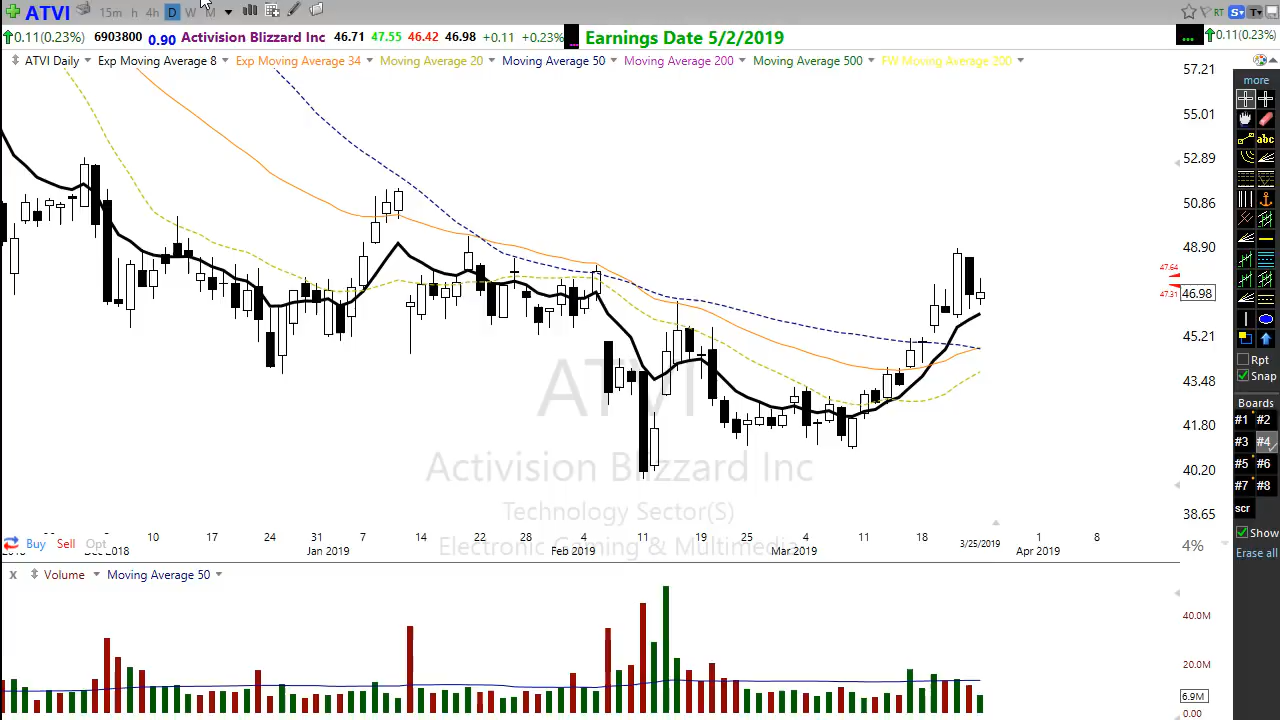 ATVI 15m h 4h D W M RT S T
0.11(0.23%) 6903800 0.90 Activision Blizzard Inc 46.71 47.55 46.42 46.98 +0.11 +0.23% ... Earnings Date 5/2/2019 ... 0.11(0.23%)
ATVI Daily Exp Moving Average 8 Exp Moving Average 34 Moving Average 20 Moving Average 50 Moving Average 200 Moving Average 500 FW Moving Average 200
57.21
more
55.01
abc
52.89
50.86
48.90
47.64
47.31 46.98
45.21
Rpt
Snap
43.48
ATVI
Boards
#1 #2
41.80
#3 #4
Activision Blizzard Inc
40.20
#5 #6
#7 #8
Technology Sector(S)
38.65
scr
Show
10 17 24 31 7 14 22 28 4 11 19 25 4 11 18 1 8
Buy Sell Opt
2018 Jan 2019 Feb 2019 Mar 2019 3/25/2019 Apr 2019
Electronic Gaming & Multimedia
4%
Erase all
x Volume Moving Average 50
40.0M
20.0M
6.9M
0.00